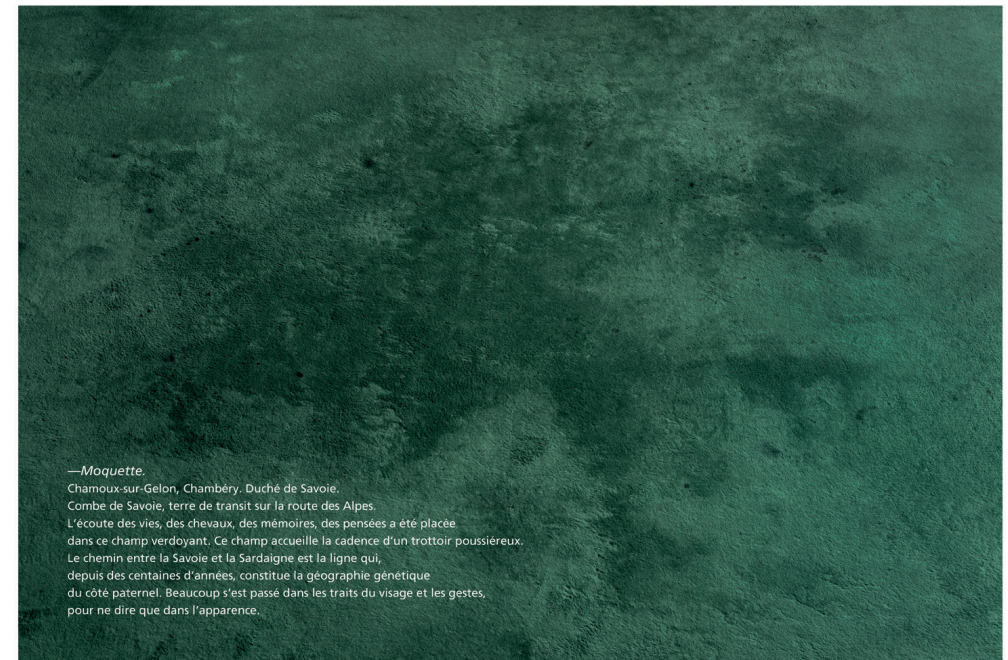 —Moquette.
Chamoux-sur-Gelon, Chambéry. Duché de Savoie.
Combe de Savoie, terre de transit sur la route des Alpes.
L’écoute des vies, des chevaux, des mémoires, des pensées a été placée
dans ce champ verdoyant. Ce champ accueille la cadence d’un trottoir poussiéreux.
Le chemin entre la Savoie et la Sardaigne est la ligne qui,
depuis des centaines d’années, constitue la géographie génétique
du côté paternel. Beaucoup s’est passé dans les traits du visage et les gestes,
pour ne dire que dans l’apparence.